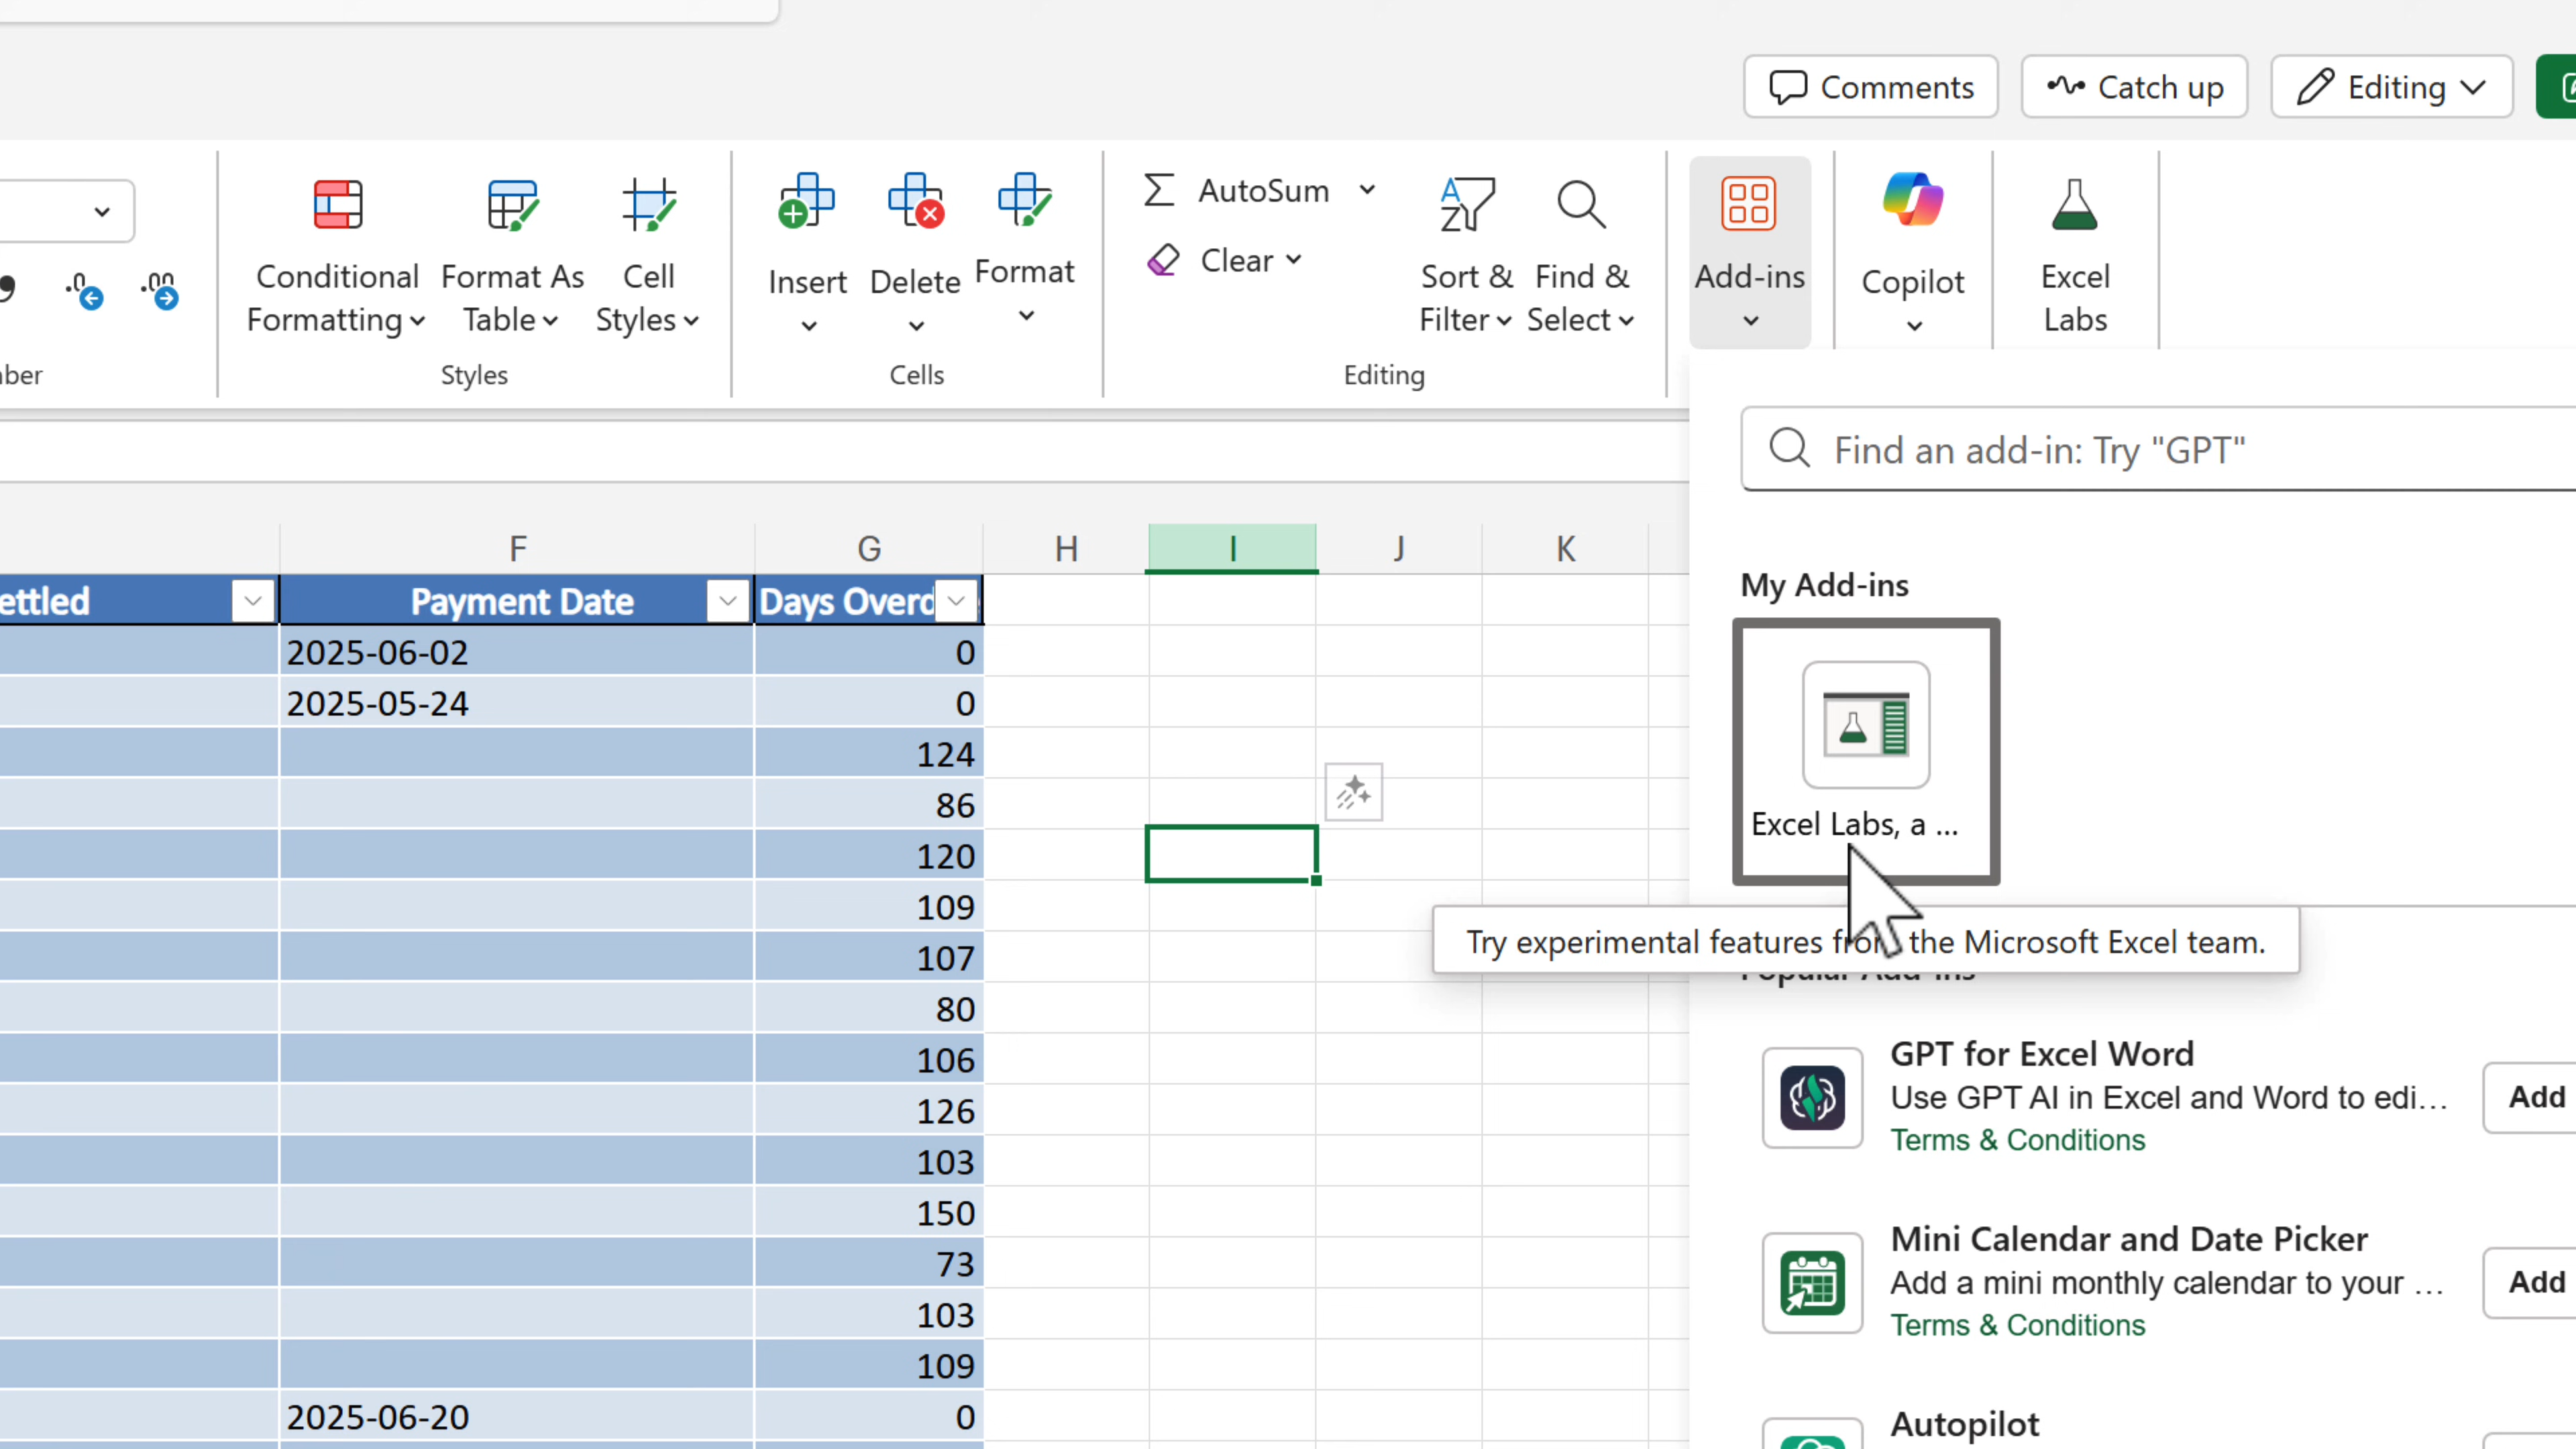 Comments
Catch up
Editing
AutoSum
Clear
Conditional Formatting
Format As Table
Cell Styles
Insert
Delete
Format
Sort & Filter
Find & Select
Add-ins
Copilot
Excel Labs
Styles
Cells
Editing
Find an add-in: Try "GPT"
F G H I J K
ettled Payment Date Days Overd
2025-06-02 0
2025-05-24 0
124
86
120
109
107
80
106
126
103
150
73
103
109
2025-06-20 0
My Add-ins
Excel Labs, a ...
Try experimental features from the Microsoft Excel team.
Popular Add-ins
GPT for Excel Word
Use GPT AI in Excel and Word to edi...
Terms & Conditions
Add
Mini Calendar and Date Picker
Add a mini monthly calendar to your ...
Terms & Conditions
Add
Autopilot